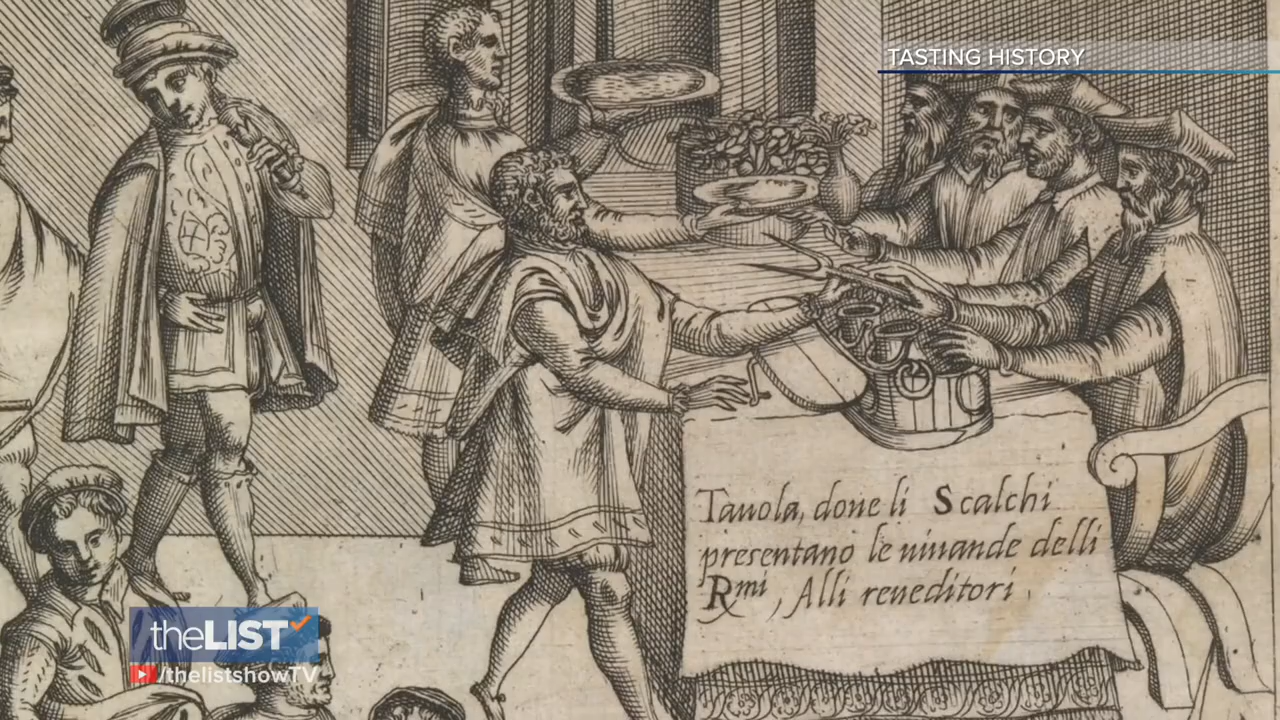 TASTING HISTORY
Tauola, doue li Scalchi
presentano le uiuande delli
Rmi, Alli reueditori.
theLIST
/thelistshowTV